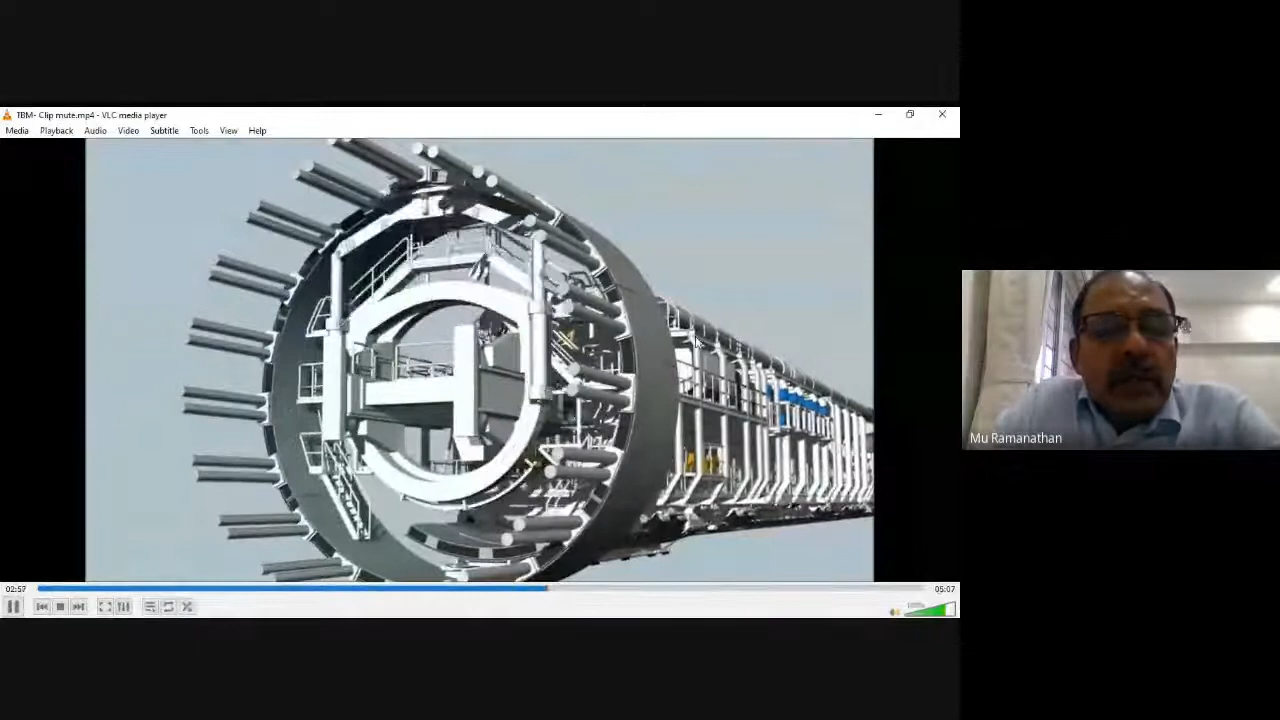 TBM- Clip mute.mp4 - VLC media player
Media Playback Audio Video Subtitle Tools View Help
Mu Ramanathan
02:57
05:07